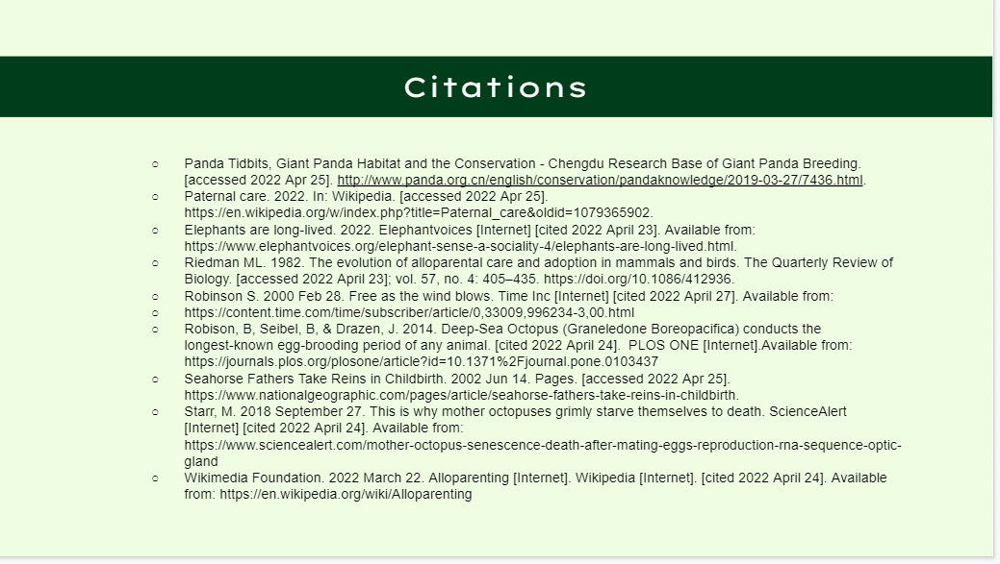 Citations
○ Panda Tidbits, Giant Panda Habitat and the Conservation - Chengdu Research Base of Giant Panda Breeding.
[accessed 2022 Apr 25]. http://www.panda.org.cn/english/conservation/pandaknowledge/2019-03-27/7436.html.
○ Paternal care. 2022. In: Wikipedia. [accessed 2022 Apr 25].
https://en.wikipedia.org/w/index.php?title=Paternal_care&oldid=1079365902.
○ Elephants are long-lived. 2022. Elephantvoices [Internet] [cited 2022 April 23]. Available from:
https://www.elephantvoices.org/elephant-sense-a-sociality-4/elephants-are-long-lived.html.
○ Riedman ML. 1982. The evolution of alloparental care and adoption in mammals and birds. The Quarterly Review of
Biology. [accessed 2022 April 23]; vol. 57, no. 4: 405–435. https://doi.org/10.1086/412936.
○ Robinson S. 2000 Feb 28. Free as the wind blows. Time Inc [Internet] [cited 2022 April 27]. Available from:
○ https://content.time.com/time/subscriber/article/0,33009,996234-3,00.html
○ Robison, B, Seibel, B, & Drazen, J. 2014. Deep-Sea Octopus (Graneledone Boreopacifica) conducts the
longest-known egg-brooding period of any animal. [cited 2022 April 24].  PLOS ONE [Internet].Available from:
https://journals.plos.org/plosone/article?id=10.1371%2Fjournal.pone.0103437
○ Seahorse Fathers Take Reins in Childbirth. 2002 Jun 14. Pages. [accessed 2022 Apr 25].
https://www.nationalgeographic.com/pages/article/seahorse-fathers-take-reins-in-childbirth.
○ Starr, M. 2018 September 27. This is why mother octopuses grimly starve themselves to death. ScienceAlert
[Internet] [cited 2022 April 24]. Available from:
https://www.sciencealert.com/mother-octopus-senescence-death-after-mating-eggs-reproduction-rna-sequence-optic-
gland
○ Wikimedia Foundation. 2022 March 22. Alloparenting [Internet]. Wikipedia [Internet]. [cited 2022 April 24]. Available
from: https://en.wikipedia.org/wiki/Alloparenting